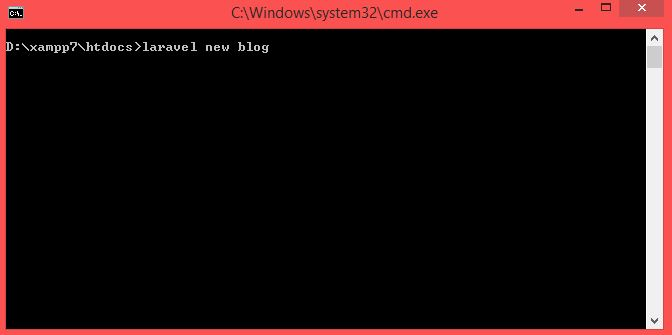 C:\Windows\system32\cmd.exe
D:\xampp7\htdocs>laravel new blog